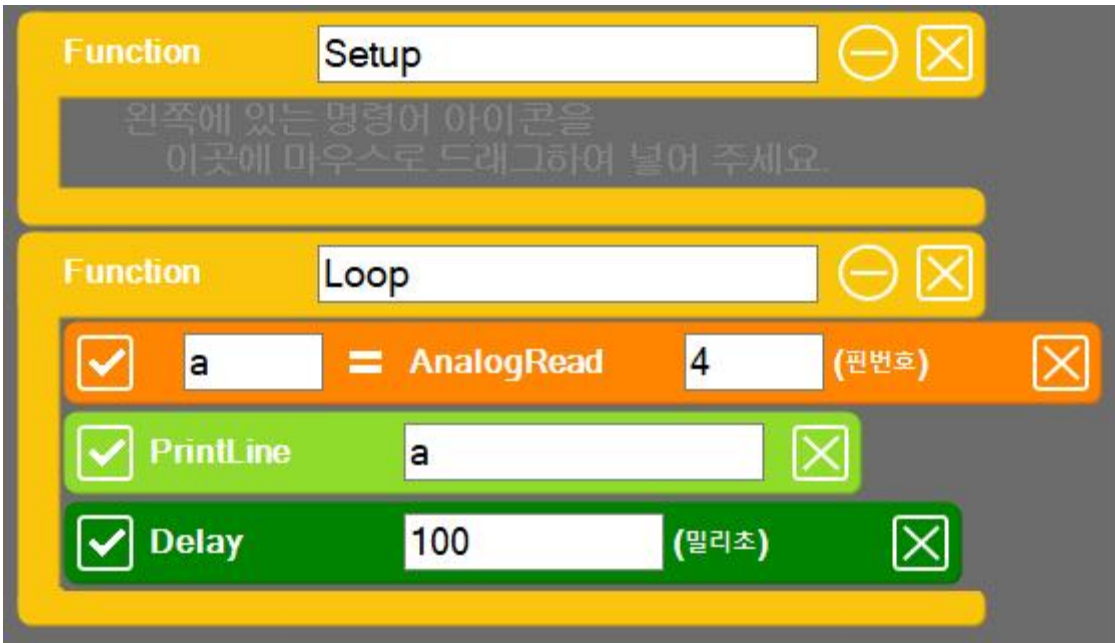 Function Setup
왼쪽에 있는 명령어 아이콘을
이곳에 마우스로 드래그하여 넣어 주세요.
Function Loop
a = AnalogRead 4 (핀번호)
PrintLine a
Delay 100 (밀리초)